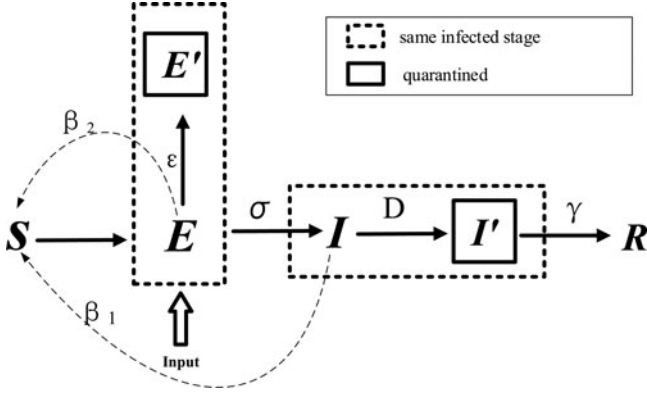 E'
same infected stage
quarantined
β 2
ε
S
E
σ
I
D
I'
γ
R
β 1
Input